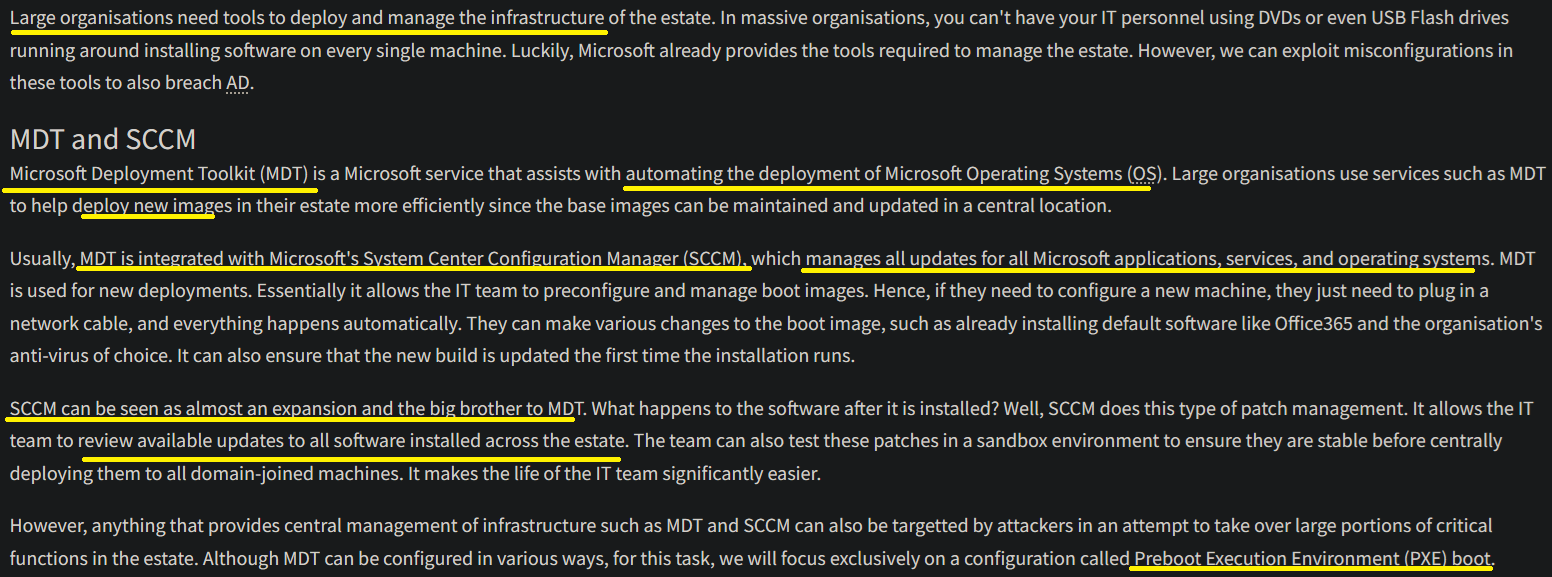 Large organisations need tools to deploy and manage the infrastructure of the estate. In massive organisations, you can't have your IT personnel using DVDs or even USB Flash drives
running around installing software on every single machine. Luckily, Microsoft already provides the tools required to manage the estate. However, we can exploit misconfigurations in
these tools to also breach AD.
MDT and SCCM
Microsoft Deployment Toolkit (MDT) is a Microsoft service that assists with automating the deployment of Microsoft Operating Systems (OS). Large organisations use services such as MDT
to help deploy new images in their estate more efficiently since the base images can be maintained and updated in a central location.
Usually, MDT is integrated with Microsoft's System Center Configuration Manager (SCCM), which manages all updates for all Microsoft applications, services, and operating systems. MDT
is used for new deployments. Essentially it allows the IT team to preconfigure and manage boot images. Hence, if they need to configure a new machine, they just need to plug in a
network cable, and everything happens automatically. They can make various changes to the boot image, such as already installing default software like Office365 and the organisation's
anti-virus of choice. It can also ensure that the new build is updated the first time the installation runs.
SCCM can be seen as almost an expansion and the big brother to MDT. What happens to the software after it is installed? Well, SCCM does this type of patch management. It allows the IT
team to review available updates to all software installed across the estate. The team can also test these patches in a sandbox environment to ensure they are stable before centrally
deploying them to all domain-joined machines. It makes the life of the IT team significantly easier.
However, anything that provides central management of infrastructure such as MDT and SCCM can also be targetted by attackers in an attempt to take over large portions of critical
functions in the estate. Although MDT can be configured in various ways, for this task, we will focus exclusively on a configuration called Preboot Execution Environment (PXE) boot.